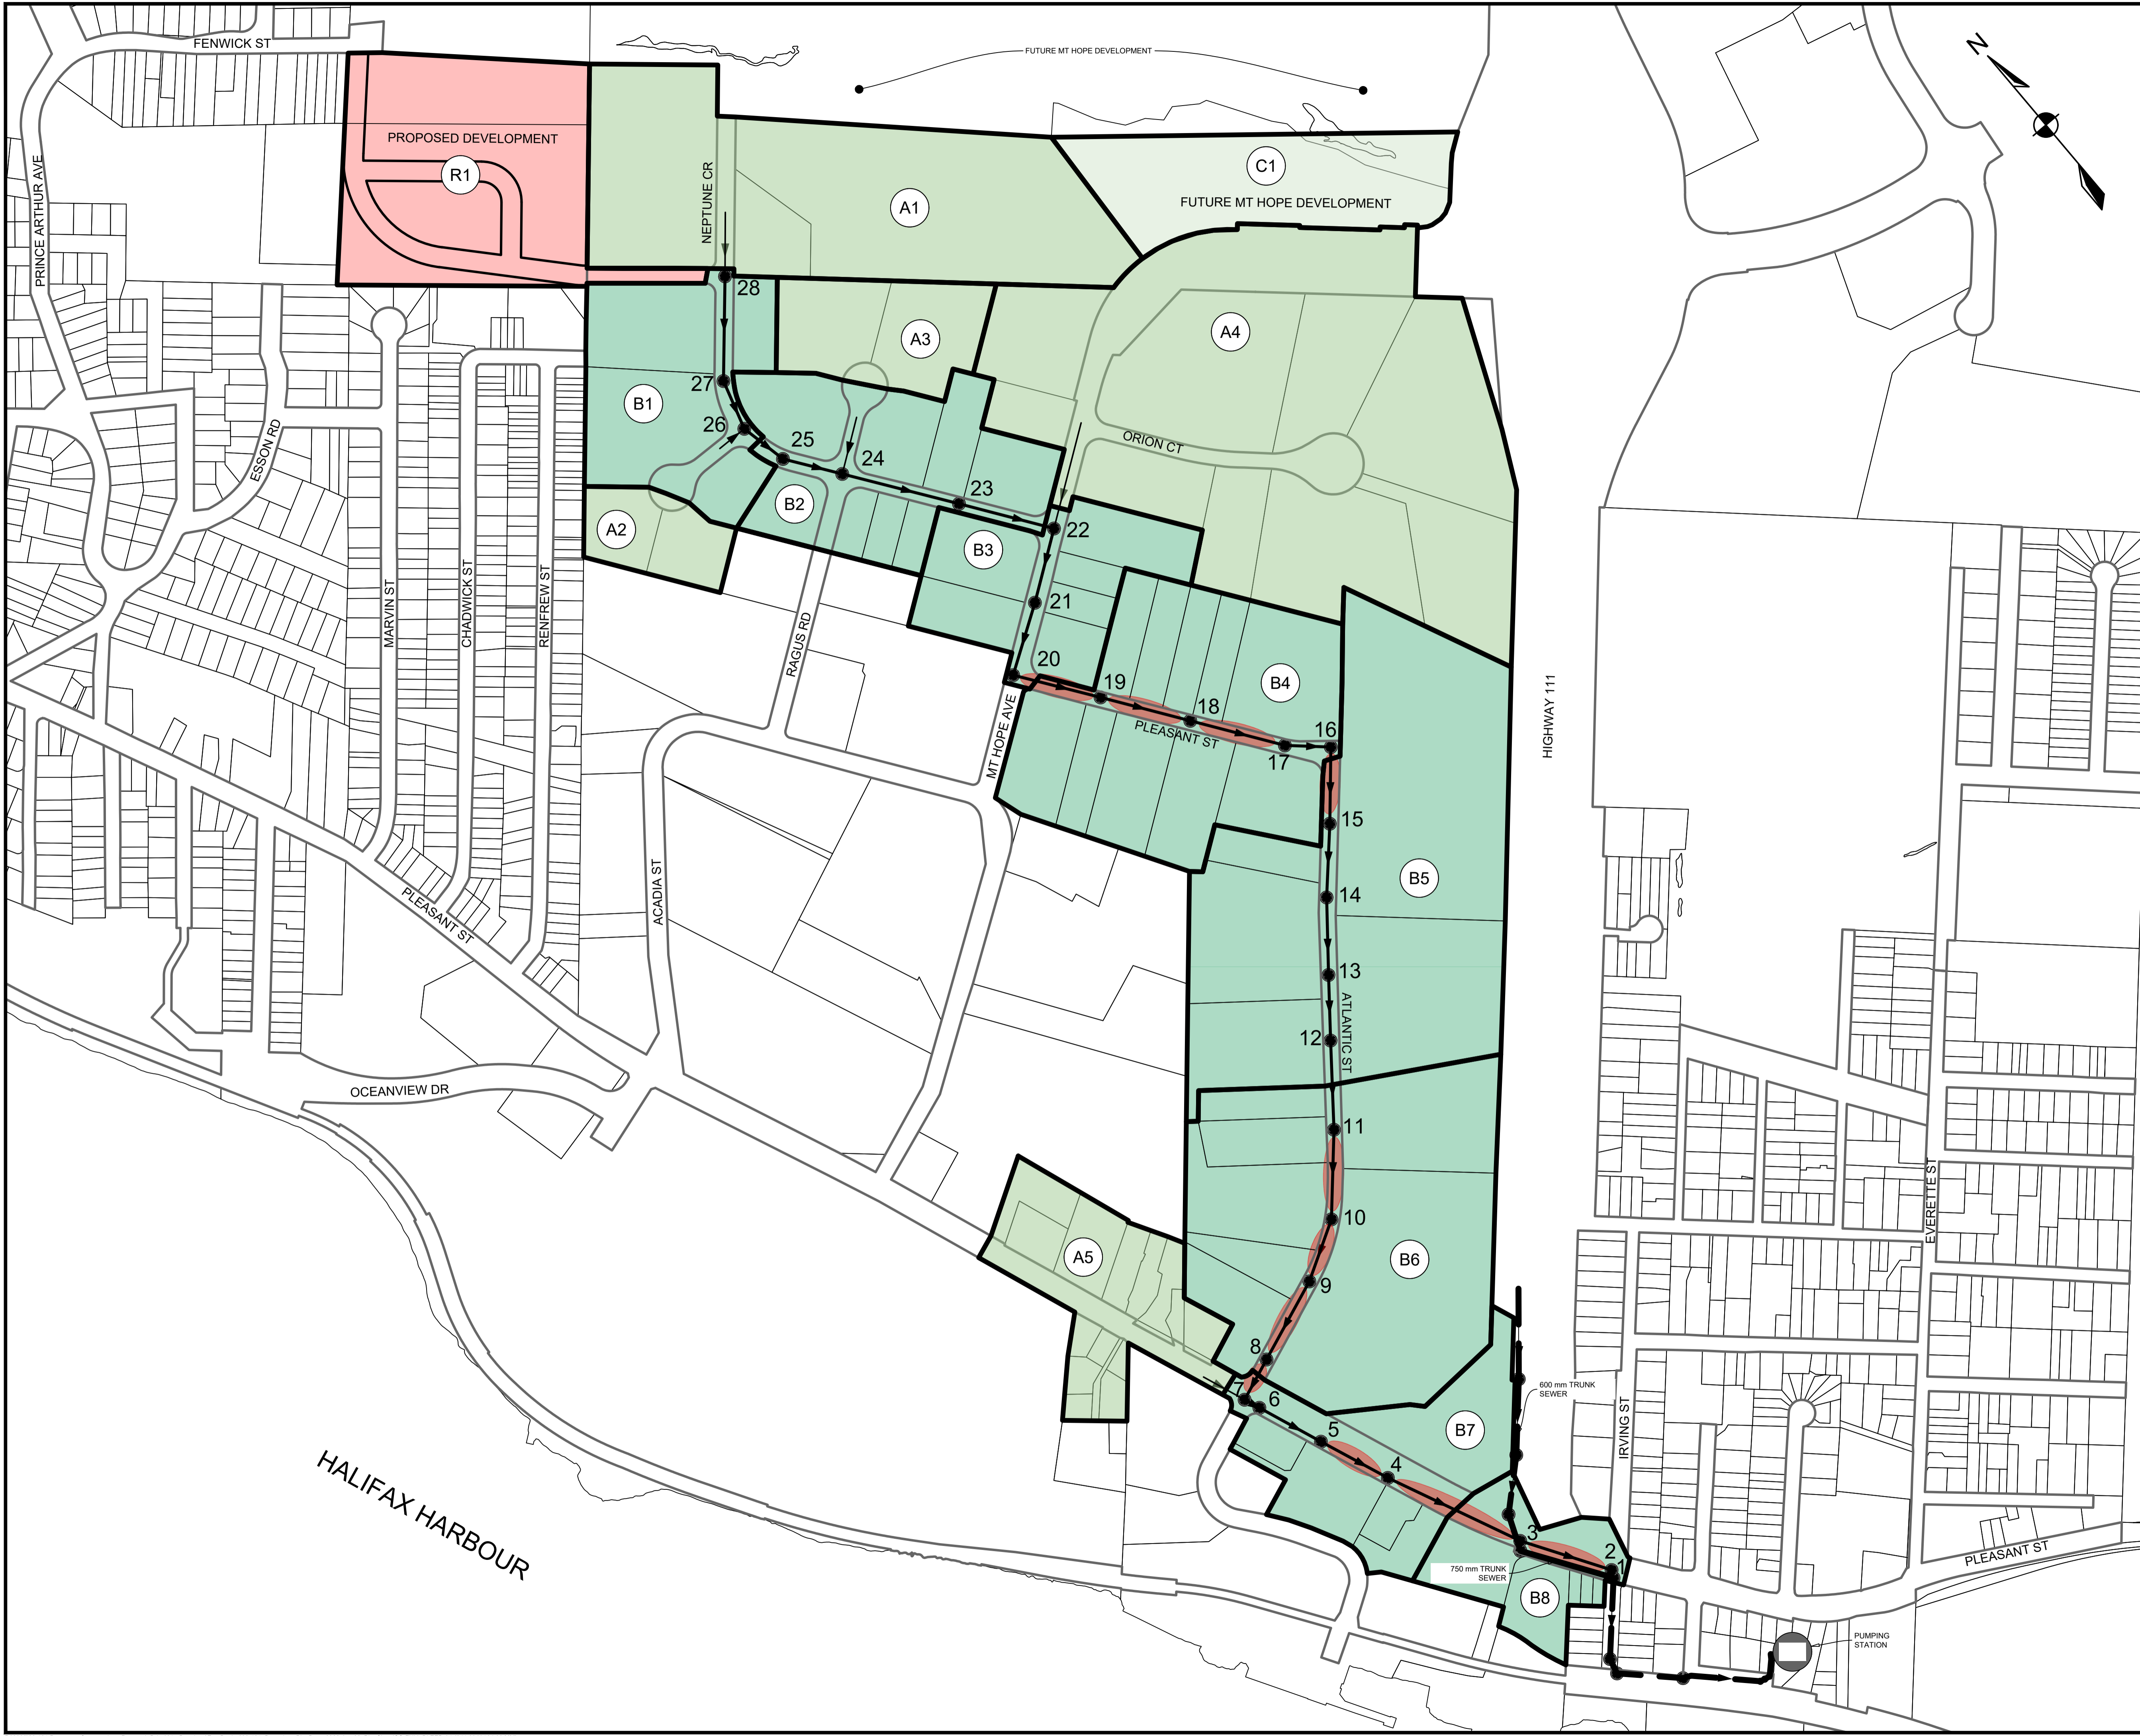 FENWICK ST
FUTURE MT HOPE DEVELOPMENT
N
PROPOSED DEVELOPMENT
R1
PRINCE ARTHUR AVE
NEPTUNE CR
A1
C1
FUTURE MT HOPE DEVELOPMENT
28
A3
A4
27
B1
26
25
24
ORION CT
ESSON RD
23
B2
A2
22
B3
21
MARVIN ST
CHADWICK ST
RENFREW ST
RAGUS RD
20
19
B4
18
16
17
PLEASANT ST
MT HOPE AVE
HIGHWAY 111
15
B5
14
ACADIA ST
PLEASANT ST
13
ATLANTIC ST
12
OCEANVIEW DR
11
EVERETTE ST
10
A5
B6
9
8
7
6
600 mm TRUNK
SEWER
5
B7
IRVING ST
4
HALIFAX HARBOUR
3
2
1
PLEASANT ST
750 mm TRUNK
SEWER
B8
PUMPING
STATION